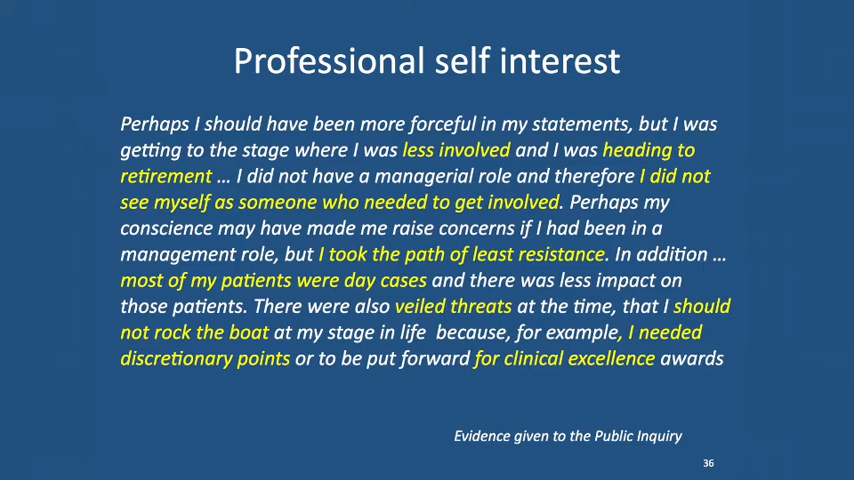 Professional self interest
Perhaps I should have been more forceful in my statements, but I was
getting to the stage where I was less involved and I was heading to
retirement … I did not have a managerial role and therefore I did not
see myself as someone who needed to get involved. Perhaps my
conscience may have made me raise concerns if I had been in a
management role, but I took the path of least resistance. In addition …
most of my patients were day cases and there was less impact on
those patients. There were also veiled threats at the time, that I should
not rock the boat at my stage in life because, for example, I needed
discretionary points or to be put forward for clinical excellence awards
Evidence given to the Public Inquiry
36